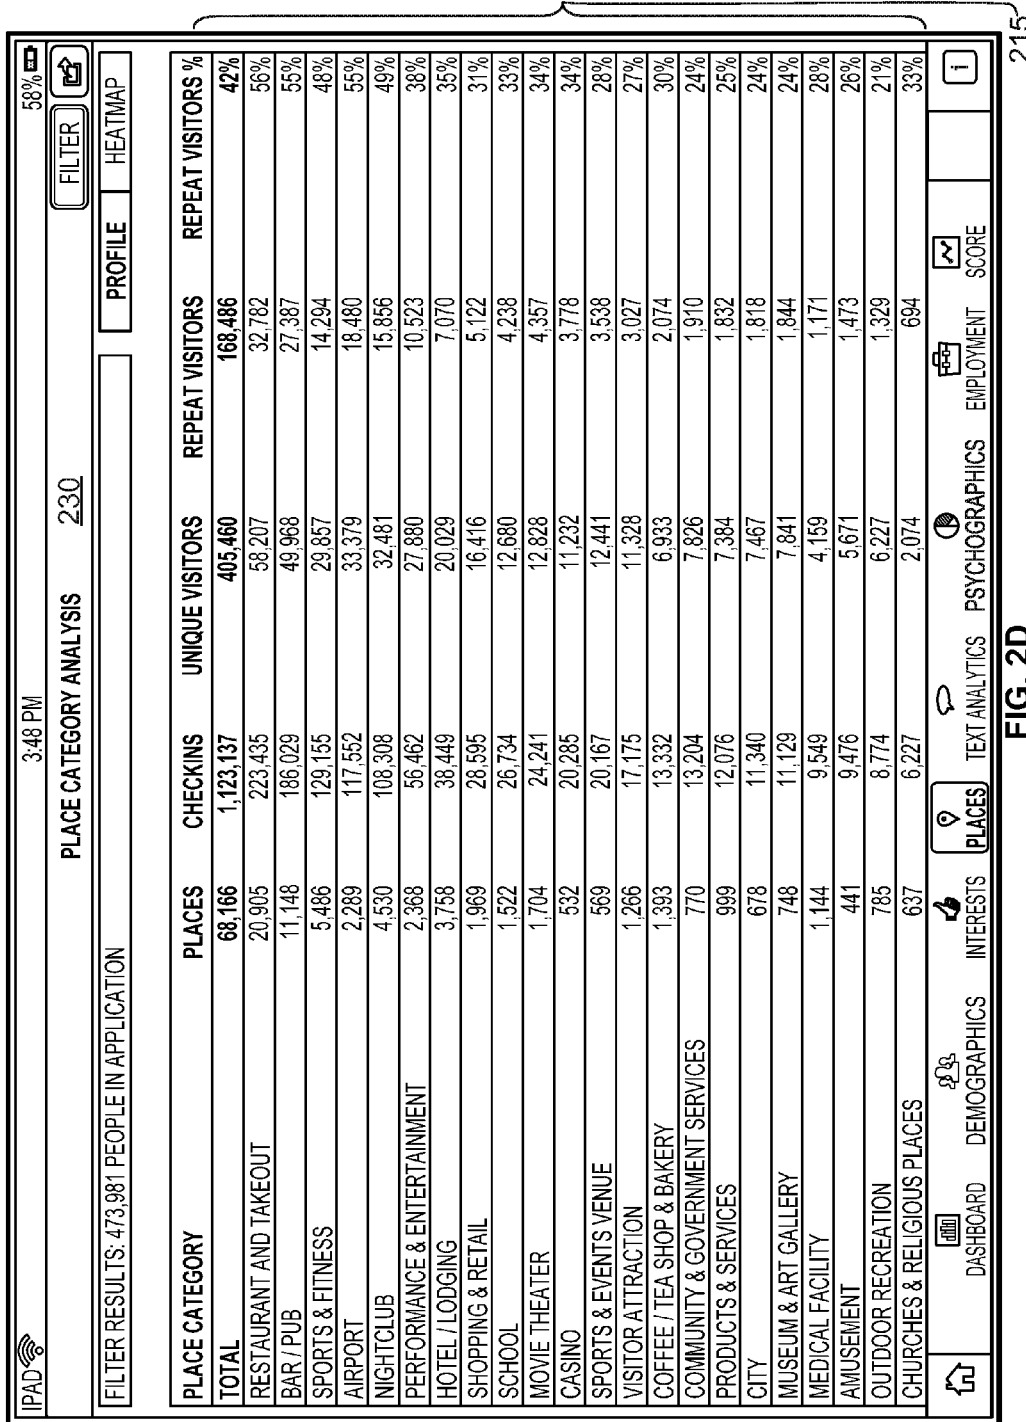 IPAD 3:48 PM 58%
PLACE CATEGORY ANALYSIS 230 FILTER
FILTER RESULTS: 473,981 PEOPLE IN APPLICATION PROFILE HEATMAP
PLACE CATEGORY PLACES CHECKINS UNIQUE VISITORS REPEAT VISITORS REPEAT VISITORS %
TOTAL 68,166 1,123,137 405,460 168,486 42%
RESTAURANT AND TAKEOUT 20,905 223,435 58,207 32,782 56%
BAR / PUB 11,148 186,029 49,968 27,387 55%
SPORTS & FITNESS 5,486 129,155 29,857 14,294 48%
AIRPORT 2,289 117,552 33,379 18,480 55%
NIGHTCLUB 4,530 108,308 32,481 15,856 49%
PERFORMANCE & ENTERTAINMENT 2,368 56,462 27,880 10,523 38%
HOTEL / LODGING 3,758 38,449 20,029 7,070 35%
SHOPPING & RETAIL 1,969 28,595 16,416 5,122 31%
SCHOOL 1,522 26,734 12,680 4,238 33%
MOVIE THEATER 1,704 24,241 12,828 4,357 34%
CASINO 532 20,285 11,232 3,778 34%
SPORTS & EVENTS VENUE 569 20,167 12,441 3,538 28%
VISITOR ATTRACTION 1,266 17,175 11,328 3,027 27%
COFFEE / TEA SHOP & BAKERY 1,393 13,332 6,933 2,074 30%
COMMUNITY & GOVERNMENT SERVICES 770 13,204 7,826 1,910 24%
PRODUCTS & SERVICES 999 12,076 7,384 1,832 25%
CITY 678 11,340 7,467 1,818 24%
MUSEUM & ART GALLERY 748 11,129 7,841 1,844 24%
MEDICAL FACILITY 1,144 9,549 4,159 1,171 28%
AMUSEMENT 441 9,476 5,671 1,473 26%
OUTDOOR RECREATION 785 8,774 6,227 1,329 21%
CHURCHES & RELIGIOUS PLACES 637 6,227 2,074 694 33%
DASHBOARD DEMOGRAPHICS INTERESTS PLACES TEXT ANALYTICS PSYCHOGRAPHICS EMPLOYMENT SCORE i
215
FIG. 2D